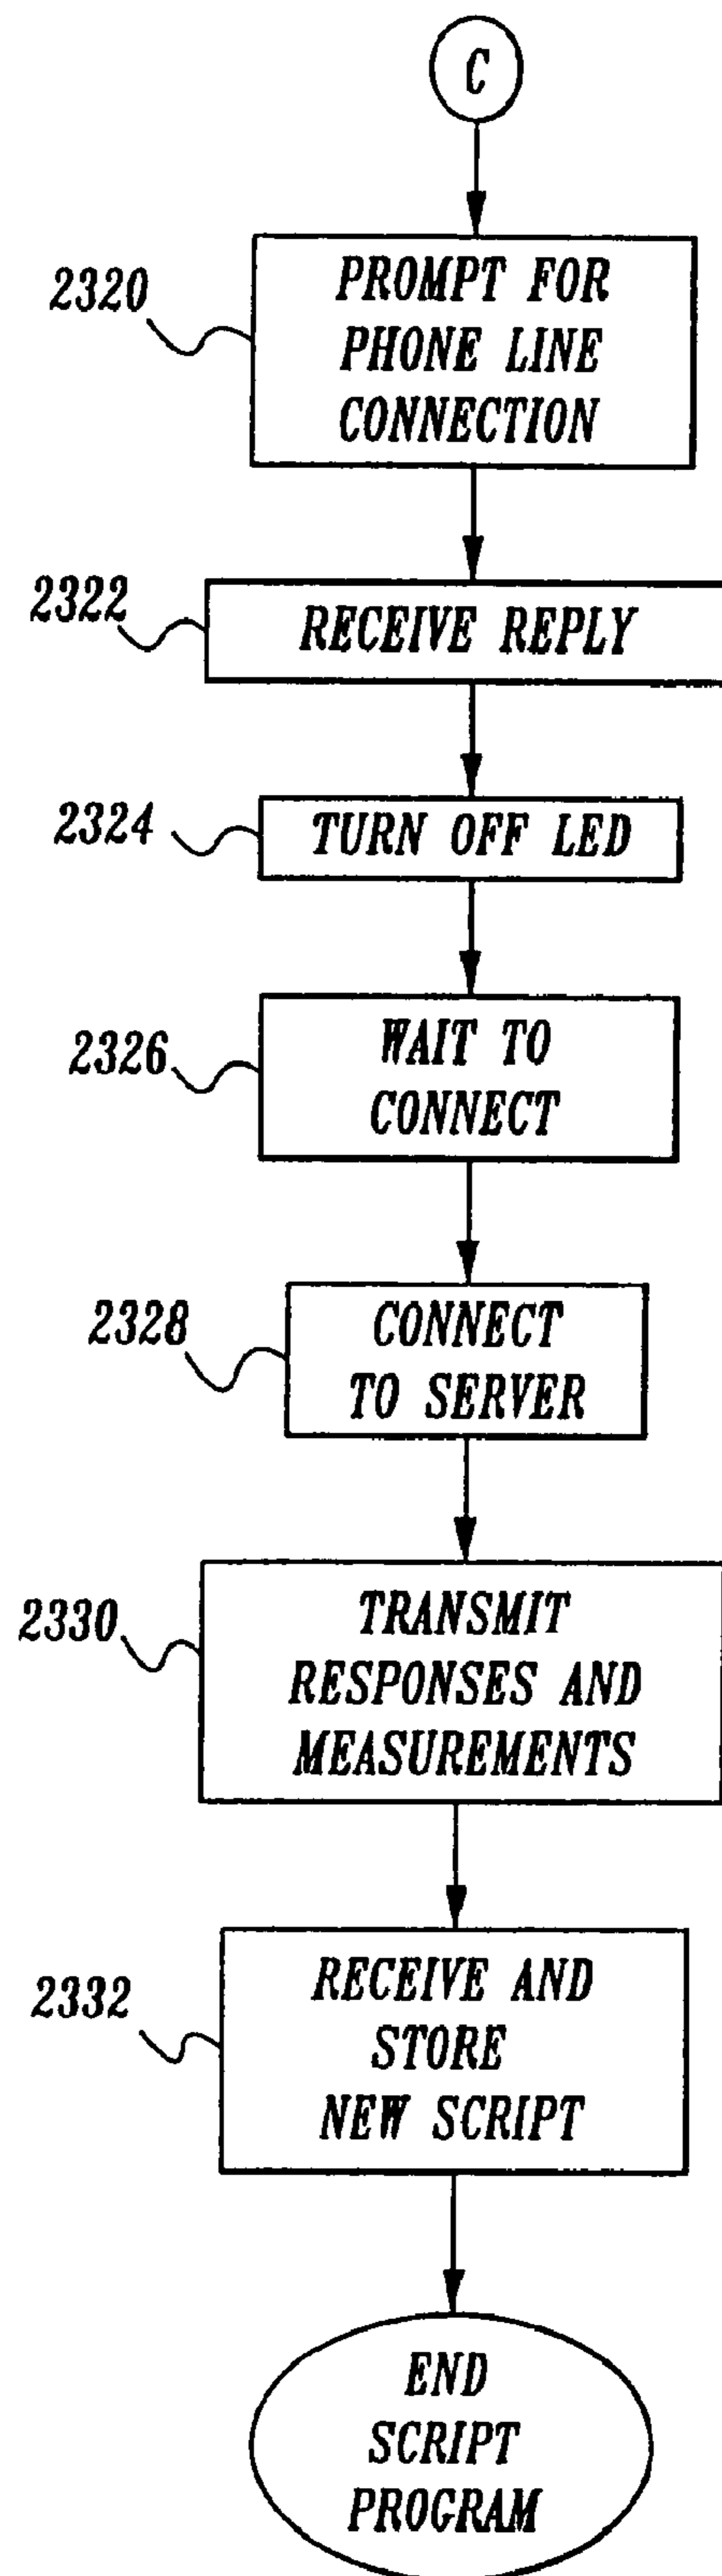 C
2320
PROMPT FOR
PHONE LINE
CONNECTION
2322
RECEIVE REPLY
2324
TURN OFF LED
2326
WAIT TO
CONNECT
2328
CONNECT
TO SERVER
2330
TRANSMIT
RESPONSES AND
MEASUREMENTS
2332
RECEIVE AND
STORE
NEW SCRIPT
END
SCRIPT
PROGRAM